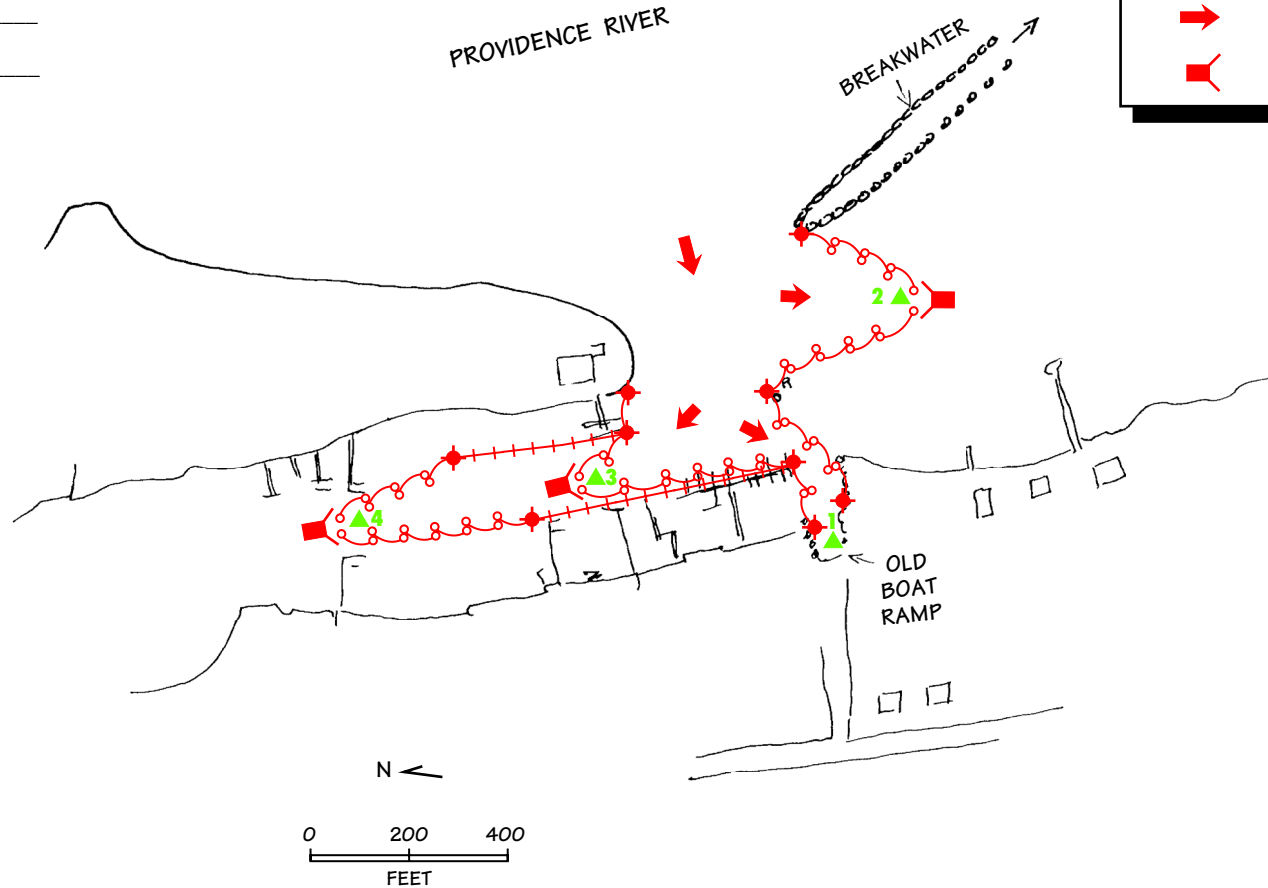 PROVIDENCE RIVER
BREAKWATER
2
3
4
1
OLD
BOAT
RAMP
N
0 200 400
FEET